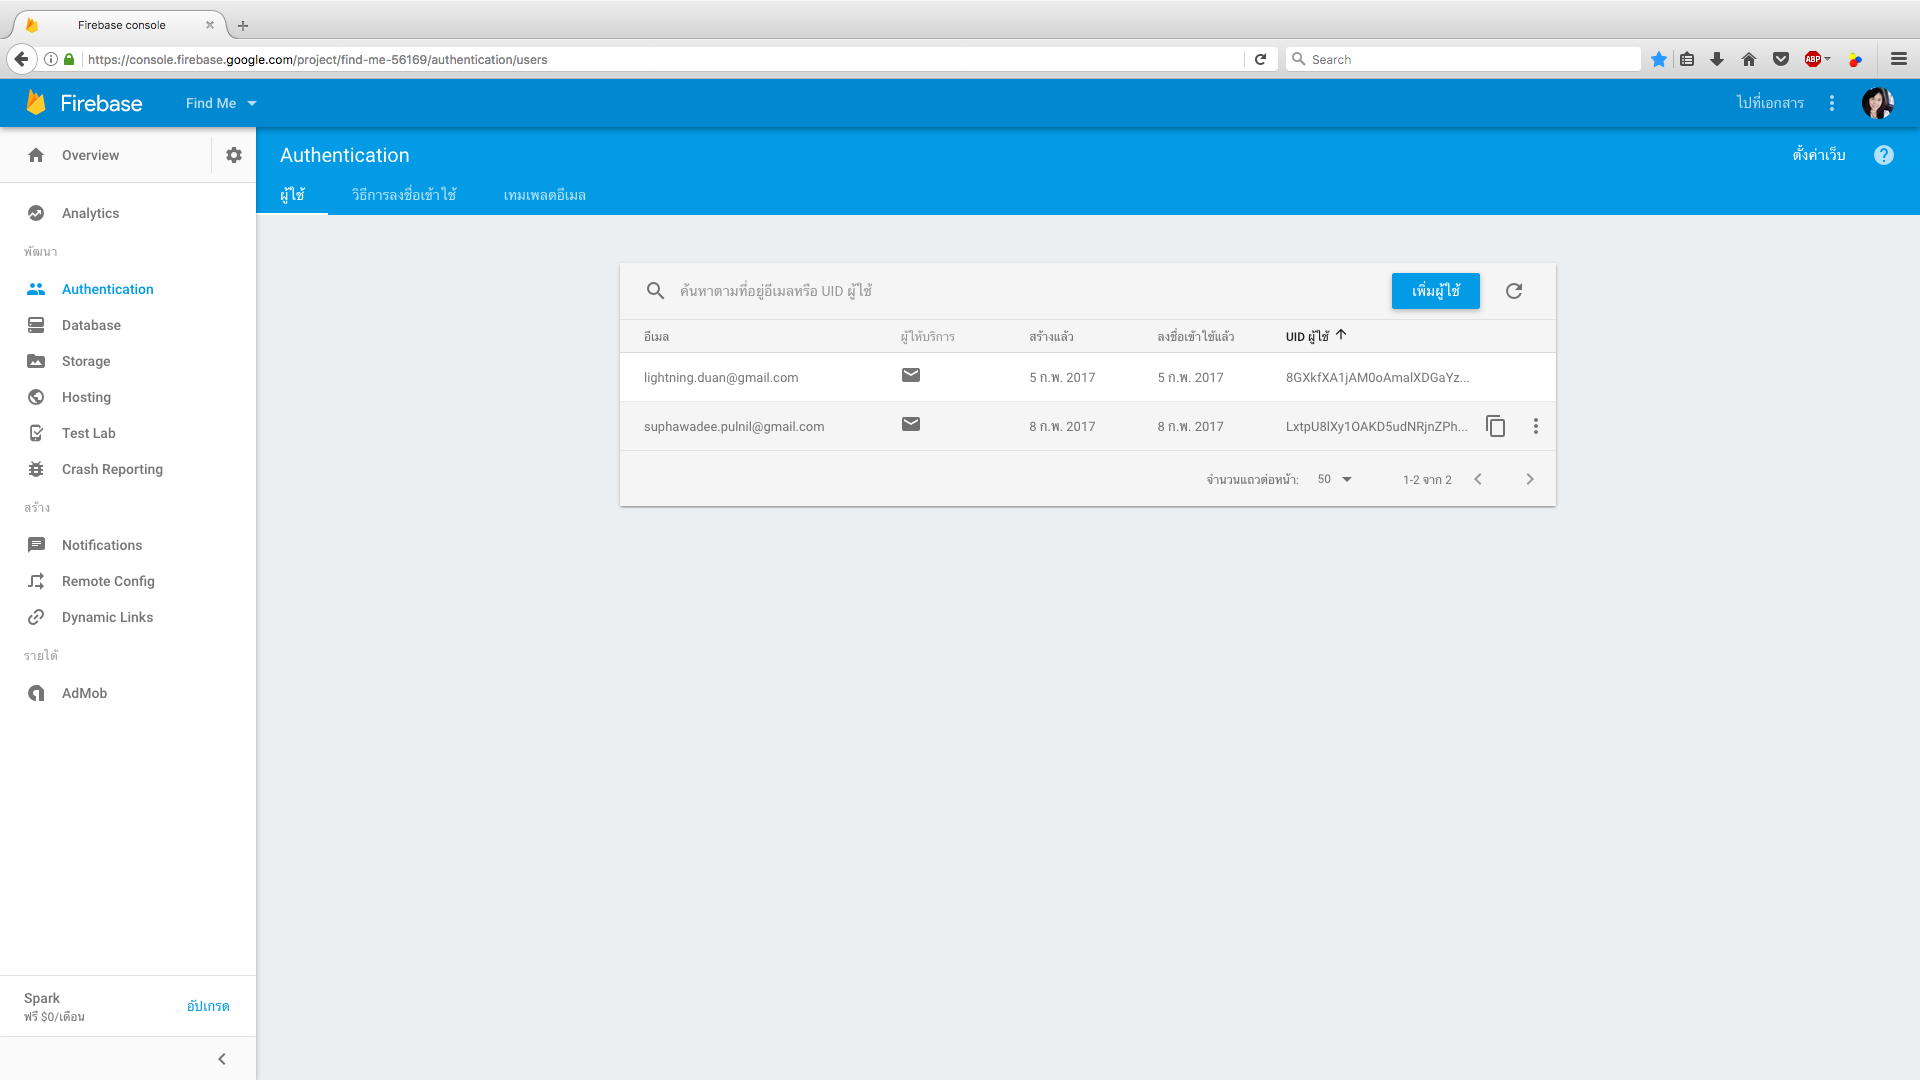 Firebase console
https://console.firebase.google.com/project/find-me-56169/authentication/users
Search
ABP
Firebase
Find Me
ไปที่เอกสาร
Overview
Authentication
ตั้งค่าเว็บ
ผู้ใช้
วิธีการลงชื่อเข้าใช้
เทมเพลตอีเมล
Analytics
พัฒนา
Authentication
Database
Storage
Hosting
Test Lab
Crash Reporting
สร้าง
Notifications
Remote Config
Dynamic Links
รายได้
AdMob
ค้นหาตามที่อยู่อีเมลหรือ UID ผู้ใช้
เพิ่มผู้ใช้
อีเมล ผู้ให้บริการ สร้างแล้ว ลงชื่อเข้าใช้แล้ว UID ผู้ใช้
lightning.duan@gmail.com 5 ก.พ. 2017 5 ก.พ. 2017 8GXkfXA1jAM0oAmalXDGaYz...
suphawadee.pulnil@gmail.com 8 ก.พ. 2017 8 ก.พ. 2017 LxtpU8lXy1OAKD5udNRjnZPh...
จำนวนแถวต่อหน้า: 50 1-2 จาก 2
Spark
ฟรี $0/เดือน
อัปเกรด